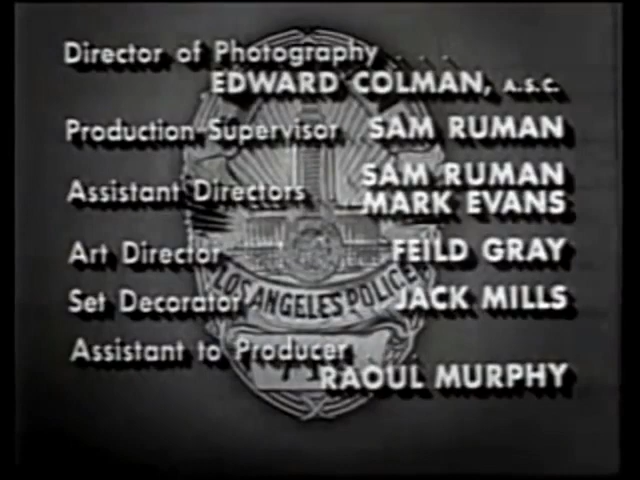 Director of Photography . . .
EDWARD COLMAN, A.S.C.
Production Supervisor SAM RUMAN
Assistant Directors SAM RUMAN
MARK EVANS
Art Director FEILD GRAY
Set Decorator JACK MILLS
Assistant to Producer
RAOUL MURPHY
LOS ANGELES POLICE